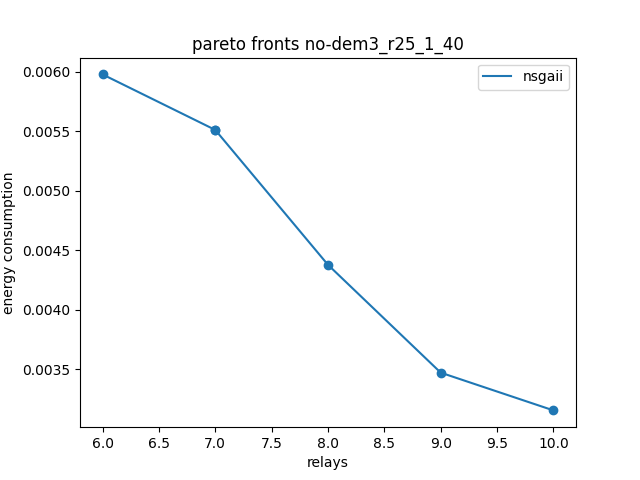 pareto fronts no-dem3_r25_1_40
nsgaii
0.0060
0.0055
0.0050
0.0045
0.0040
0.0035
energy consumption
6.0 6.5 7.0 7.5 8.0 8.5 9.0 9.5 10.0
relays